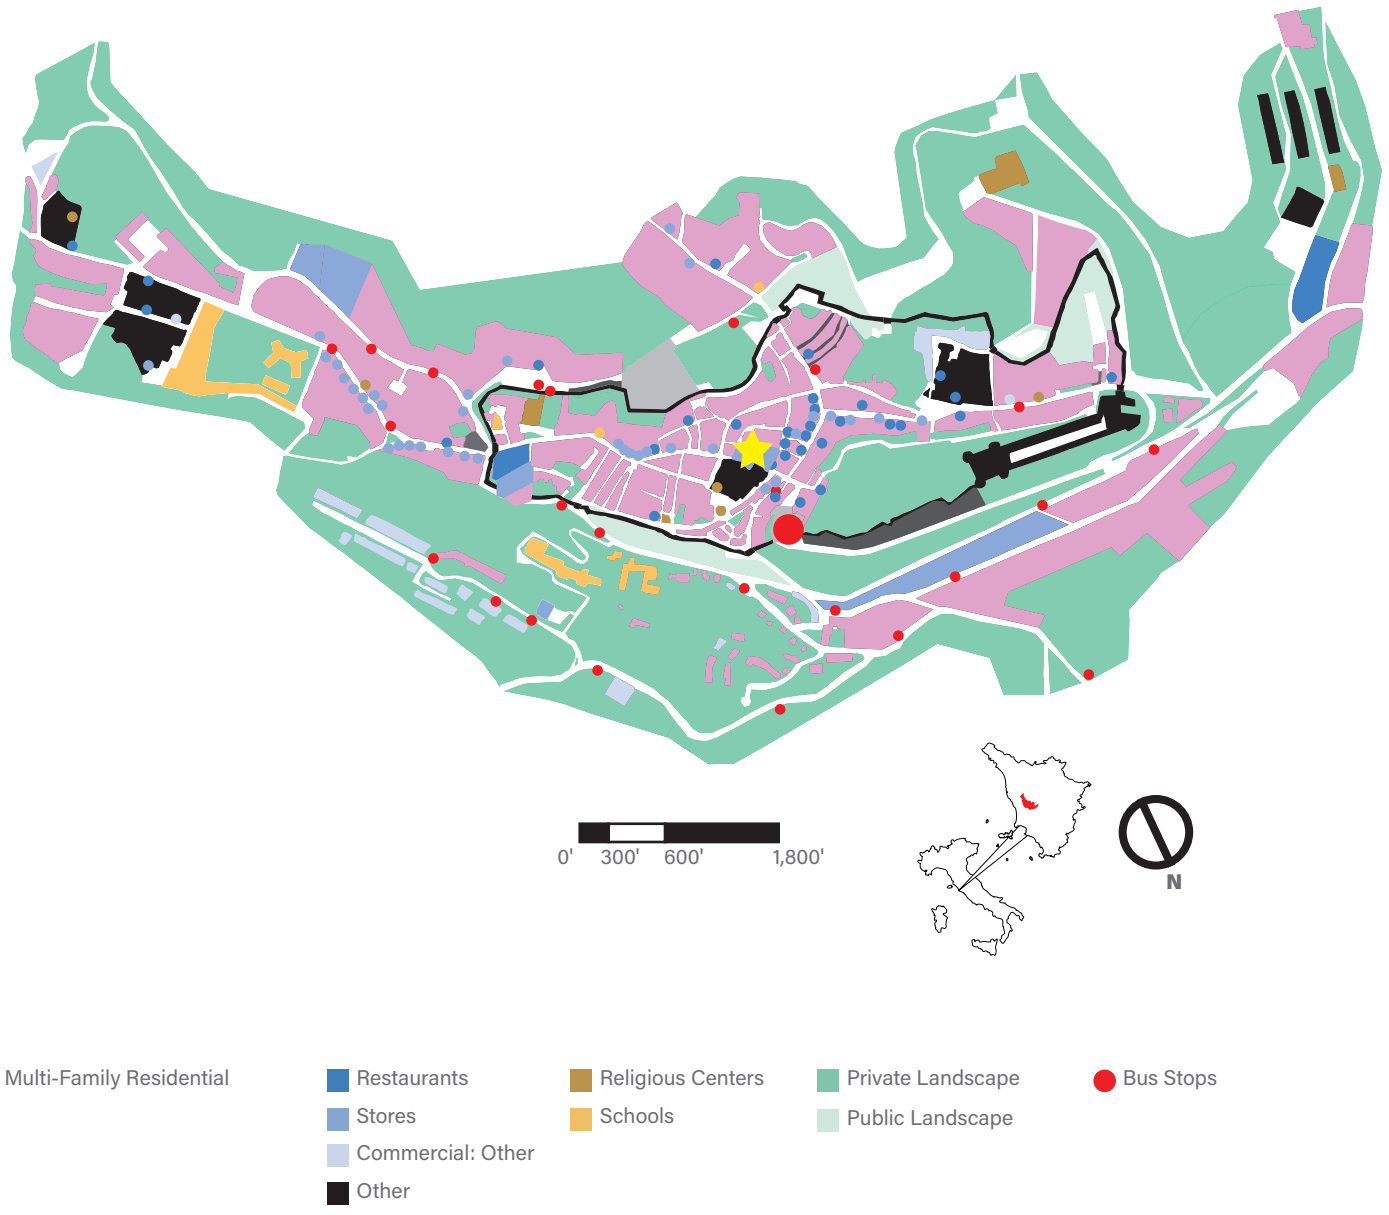 0' 300' 600' 1,800'
N
Multi-Family Residential
Restaurants
Stores
Commercial: Other
Other
Religious Centers
Schools
Private Landscape
Public Landscape
Bus Stops